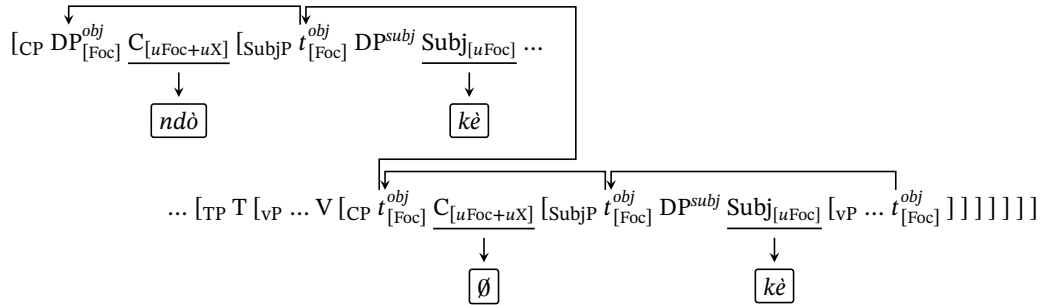 [CP DP^obj_[Foc] C_[uFoc+uX] [SubjP t^obj_[Foc] DP^subj Subj_[uFoc] ...
ndò kè
... [TP T [vP ... V [CP t^obj_[Foc] C_[uFoc+uX] [SubjP t^obj_[Foc] DP^subj Subj_[uFoc] [vP ... t^obj_[Foc] ] ] ] ] ] ] ]
Ø kè